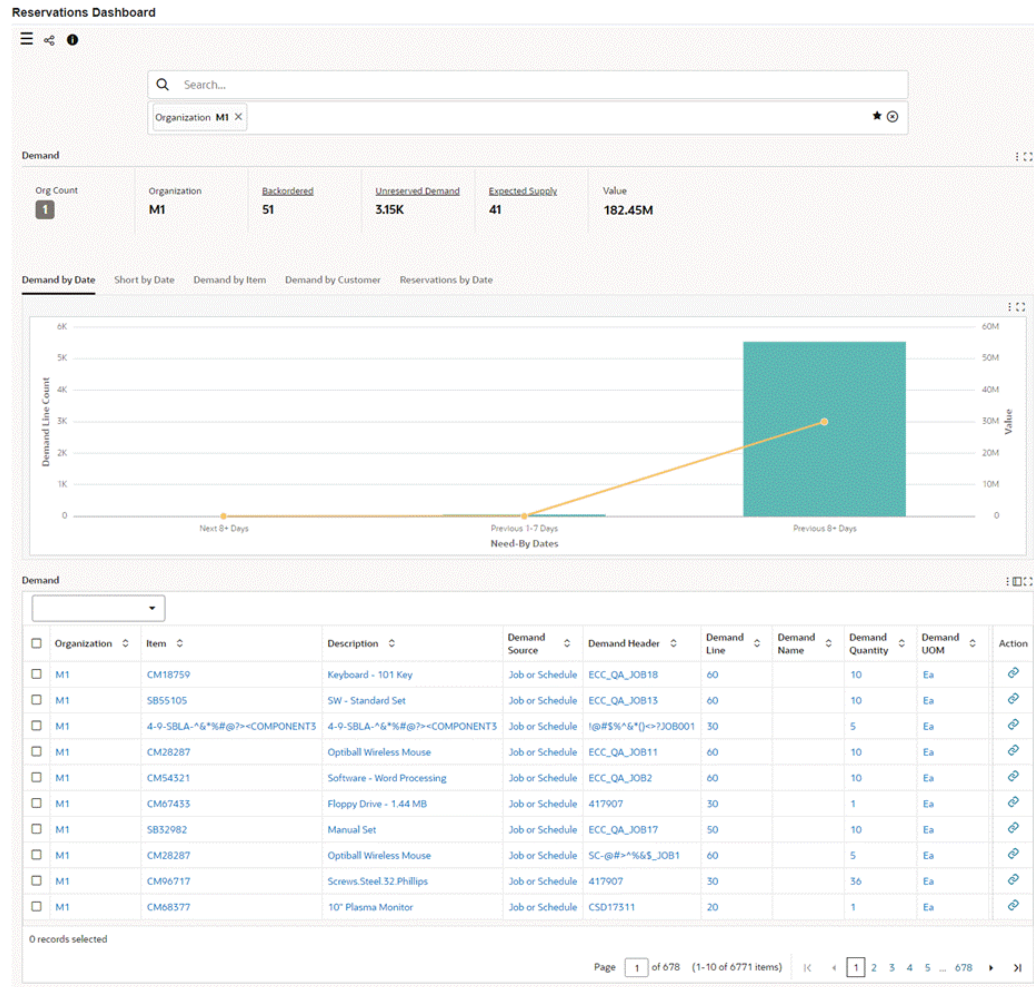 Reservations Dashboard
Search...
Organization M1 ×
Demand
Org Count Organization Backordered Unreserved Demand Expected Supply Value
1 M1 51 3.15K 41 182.45M
Demand by Date Short by Date Demand by Item Demand by Customer Reservations by Date
6K 60M
5K 50M
4K 40M
3K 30M
2K 20M
1K 10M
0 0
Demand Line Count
Value
Next 8+ Days Previous 1-7 Days Previous 8+ Days
Need-By Dates
Demand
Organization Item Description Demand Source Demand Header Demand Line Demand Name Demand Quantity Demand UOM Action
M1 CM18759 Keyboard - 101 Key Job or Schedule ECC_QA_JOB18 60 10 Ea
M1 SB55105 SW - Standard Set Job or Schedule ECC_QA_JOB13 60 10 Ea
M1 4-9-SBLA-^&*%#@?><COMPONENT3 4-9-SBLA-^&*%#@?><COMPONENT3 Job or Schedule !@#$%^&*{}<>?JOB001 30 5 Ea
M1 CM28287 Optiball Wireless Mouse Job or Schedule ECC_QA_JOB11 60 10 Ea
M1 CM54321 Software - Word Processing Job or Schedule ECC_QA_JOB2 60 10 Ea
M1 CM67433 Floppy Drive - 1.44 MB Job or Schedule 417907 30 1 Ea
M1 SB32982 Manual Set Job or Schedule ECC_QA_JOB17 50 10 Ea
M1 CM28287 Optiball Wireless Mouse Job or Schedule SC-@#>^%&$_JOB1 60 5 Ea
M1 CM96717 Screws.Steel.32.Phillips Job or Schedule 417907 30 36 Ea
M1 CM68377 10" Plasma Monitor Job or Schedule CSD17311 20 1 Ea
0 records selected
Page 1 of 678 (1-10 of 6771 items) 1 2 3 4 5 ... 678